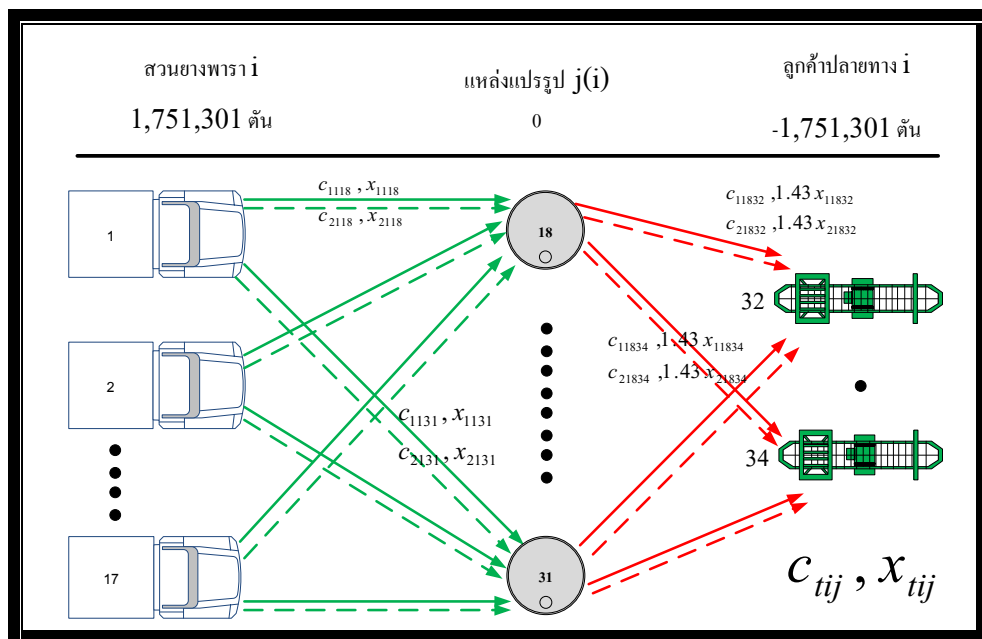 สวนยางพารา i
แหล่งแปรรูป j(i)
ลูกค้าปลายทาง i
1,751,301 ตัน
0
-1,751,301 ตัน
c1118 , x1118
c2118 , x2118
c11832 ,1.43 x11832
c21832 ,1.43 x21832
1
18
32
c11834 ,1.43 x11834
c21834 ,1.43 x21834
2
c1131 , x1131
c2131 , x2131
34
17
31
ctij , xtij